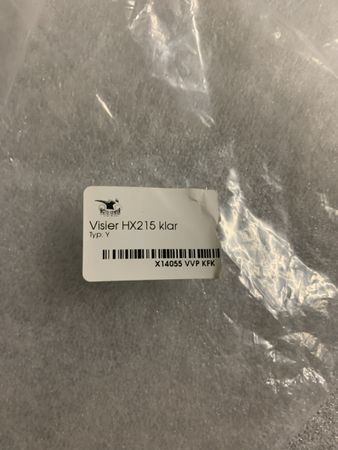 Visier HX215 klar
Typ: Y
X14055 VVP KFK